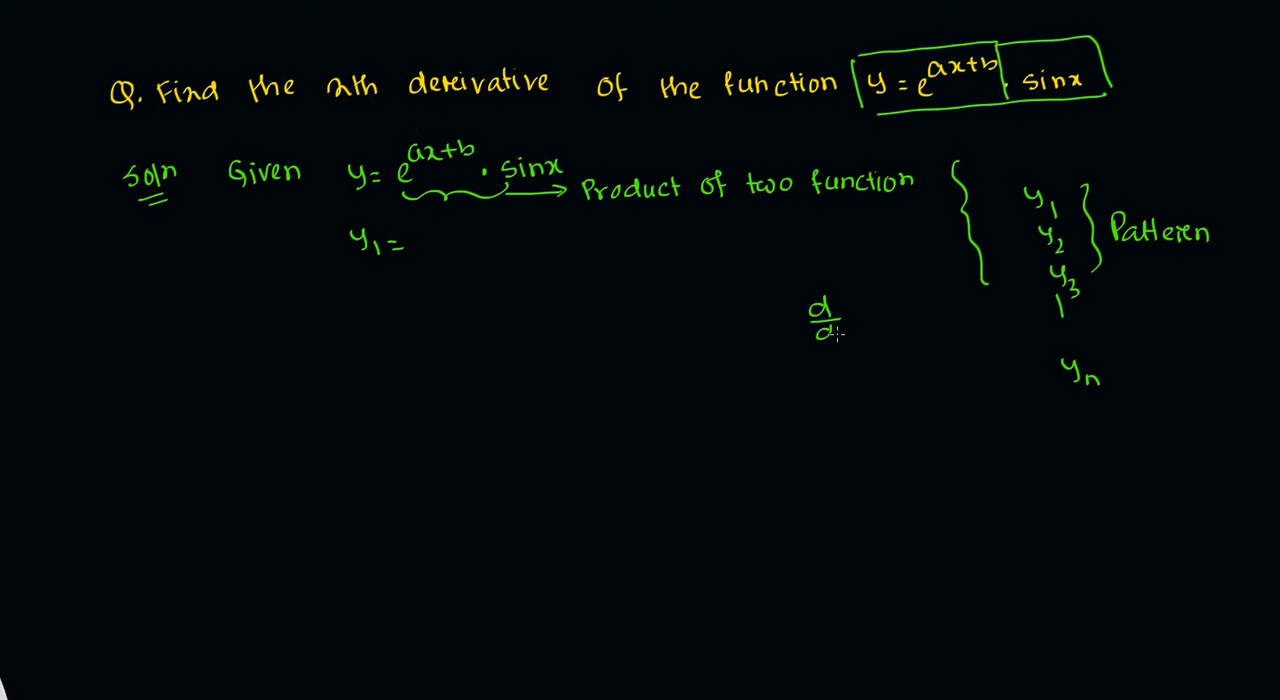 Q. Find the nth derivative of the function y = e^{ax+b} . sinx
Soln Given y = e^{ax+b} . sinx → Product of two function
y₁ =
y₁
y₂
y₃
yₙ
Pattern
d/d